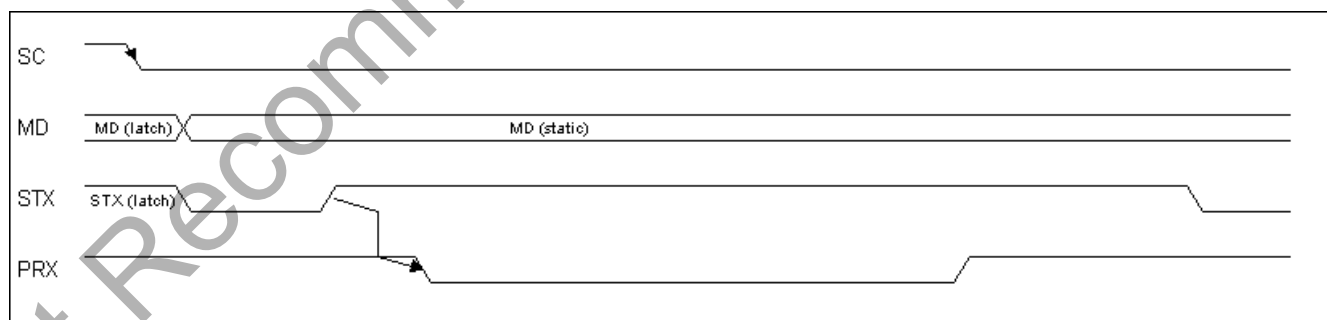 SC
MD MD (latch) MD (static)
STX STX (latch)
PRX